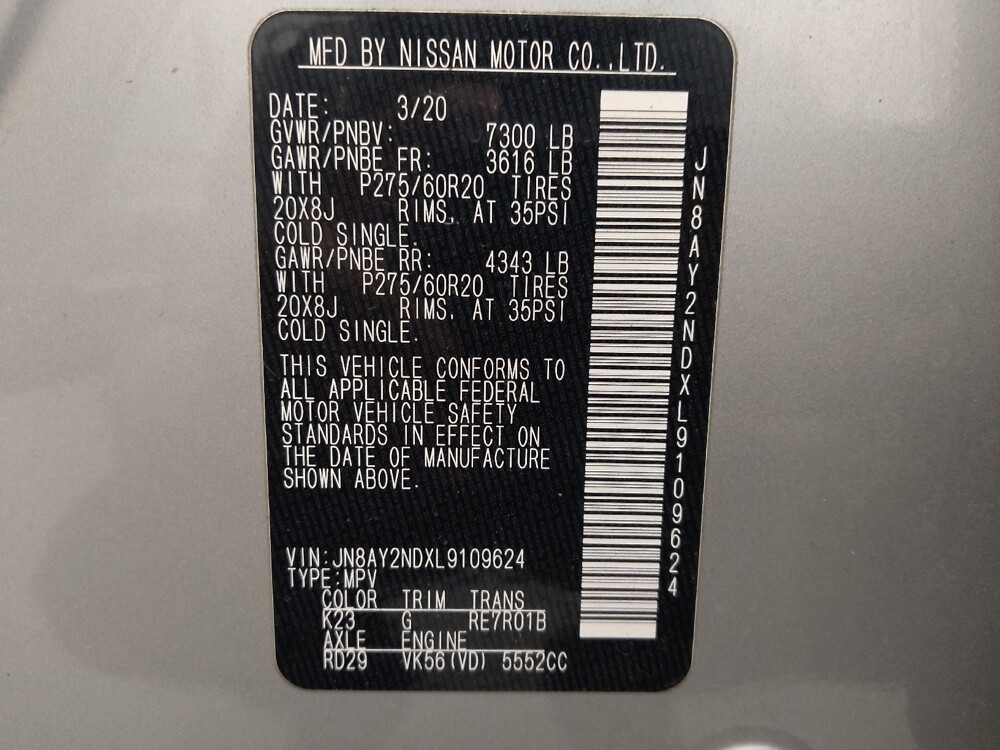 MFD BY NISSAN MOTOR CO.,LTD.
DATE: 3/20
GVWR/PNBV: 7300 LB
GAWR/PNBE FR: 3616 LB
WITH P275/60R20 TIRES
20X8J RIMS. AT 35PSI
COLD SINGLE.
GAWR/PNBE RR: 4343 LB
WITH P275/60R20 TIRES
20X8J RIMS. AT 35PSI
COLD SINGLE.
THIS VEHICLE CONFORMS TO
ALL APPLICABLE FEDERAL
MOTOR VEHICLE SAFETY
STANDARDS IN EFFECT ON
THE DATE OF MANUFACTURE
SHOWN ABOVE.
VIN:JN8AY2NDXL9109624
TYPE:MPV
COLOR TRIM TRANS
K23 G RE7R01B
AXLE ENGINE
RD29 VK56(VD) 5552CC
JN8AY2NDXL9109624